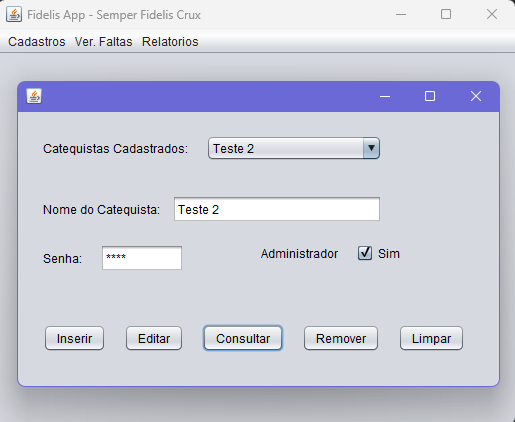 Fidelis App - Semper Fidelis Crux
Cadastros Ver. Faltas Relatorios
Catequistas Cadastrados: Teste 2
Nome do Catequista: Teste 2
Senha: **** Administrador Sim
Inserir Editar Consultar Remover Limpar